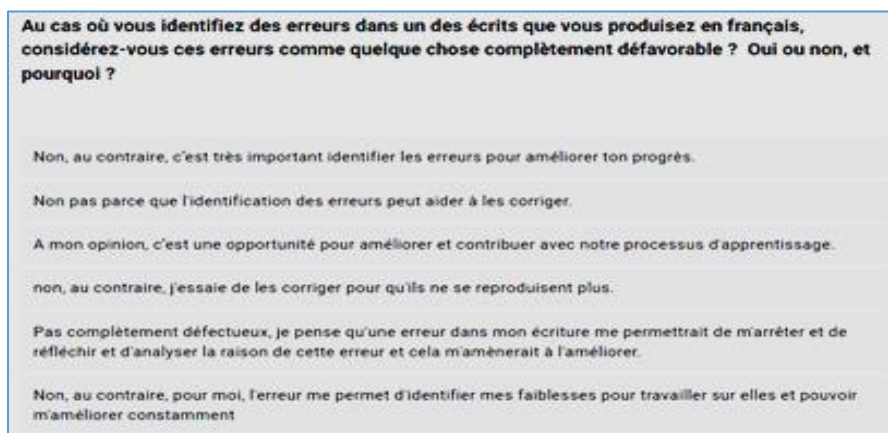 Au cas où vous identifiez des erreurs dans un des écrits que vous produisez en français,
considérez-vous ces erreurs comme quelque chose complètement défavorable ? Oui ou non, et
pourquoi ?
Non, au contraire, c'est très important identifier les erreurs pour améliorer ton progrès.
Non pas parce que l'identification des erreurs peut aider à les corriger.
A mon opinion, c'est une opportunité pour améliorer et contribuer avec notre processus d'apprentissage.
non, au contraire, j'essaie de les corriger pour qu'ils ne se reproduisent plus.
Pas complètement défectueux, je pense qu'une erreur dans mon écriture me permettrait de m'arrêter et de
réfléchir et d'analyser la raison de cette erreur et cela m'amènerait à l'améliorer.
Non, au contraire, pour moi, l'erreur me permet d'identifier mes faiblesses pour travailler sur elles et pouvoir
m'améliorer constamment